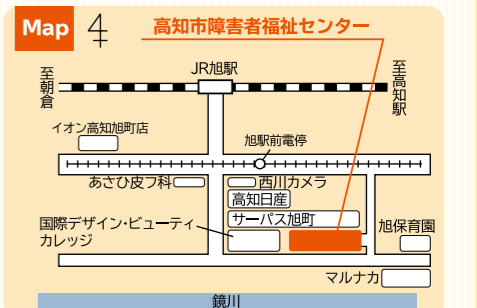 Map 4 高知市障害者福祉センター
JR旭駅
至朝倉
至高知駅
イオン高知旭町店
旭駅前電停
あさひ皮フ科
西川カメラ
高知日産
サーパス旭町
国際デザイン・ビューティ
カレッジ
旭保育園
マルナカ
鏡川